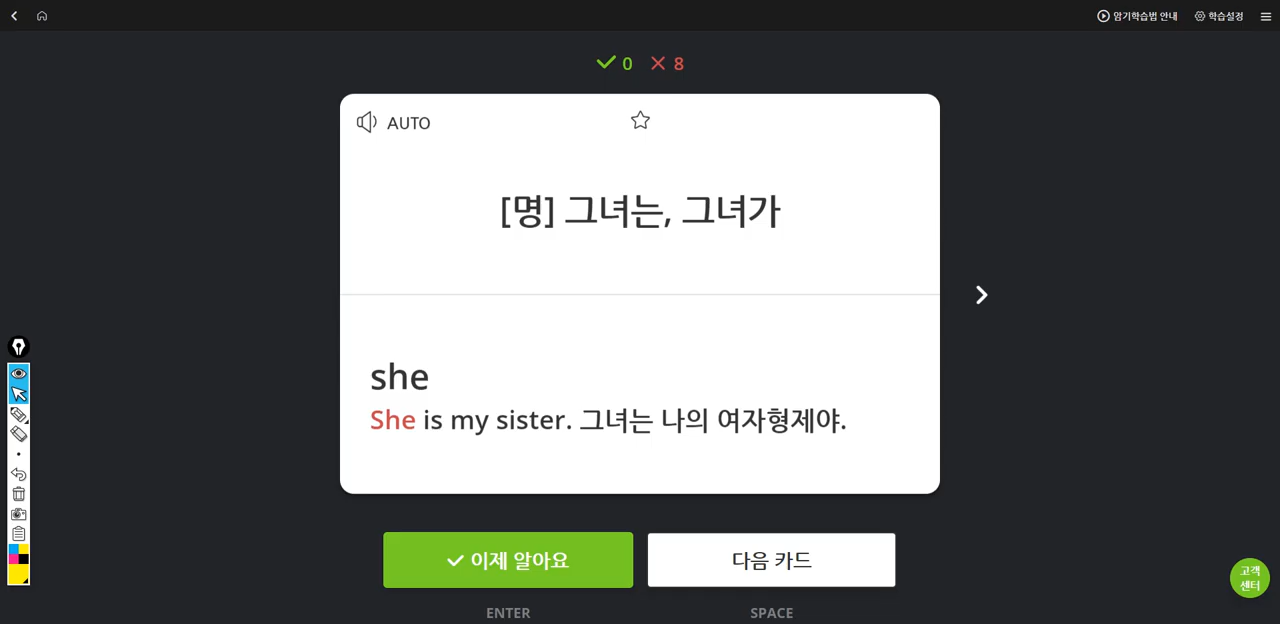 암기학습법 안내 학습설정
0 8
AUTO
[명] 그녀는, 그녀가
she
She is my sister. 그녀는 나의 여자형제야.
이제 알아요 다음 카드
ENTER SPACE
고객
센터